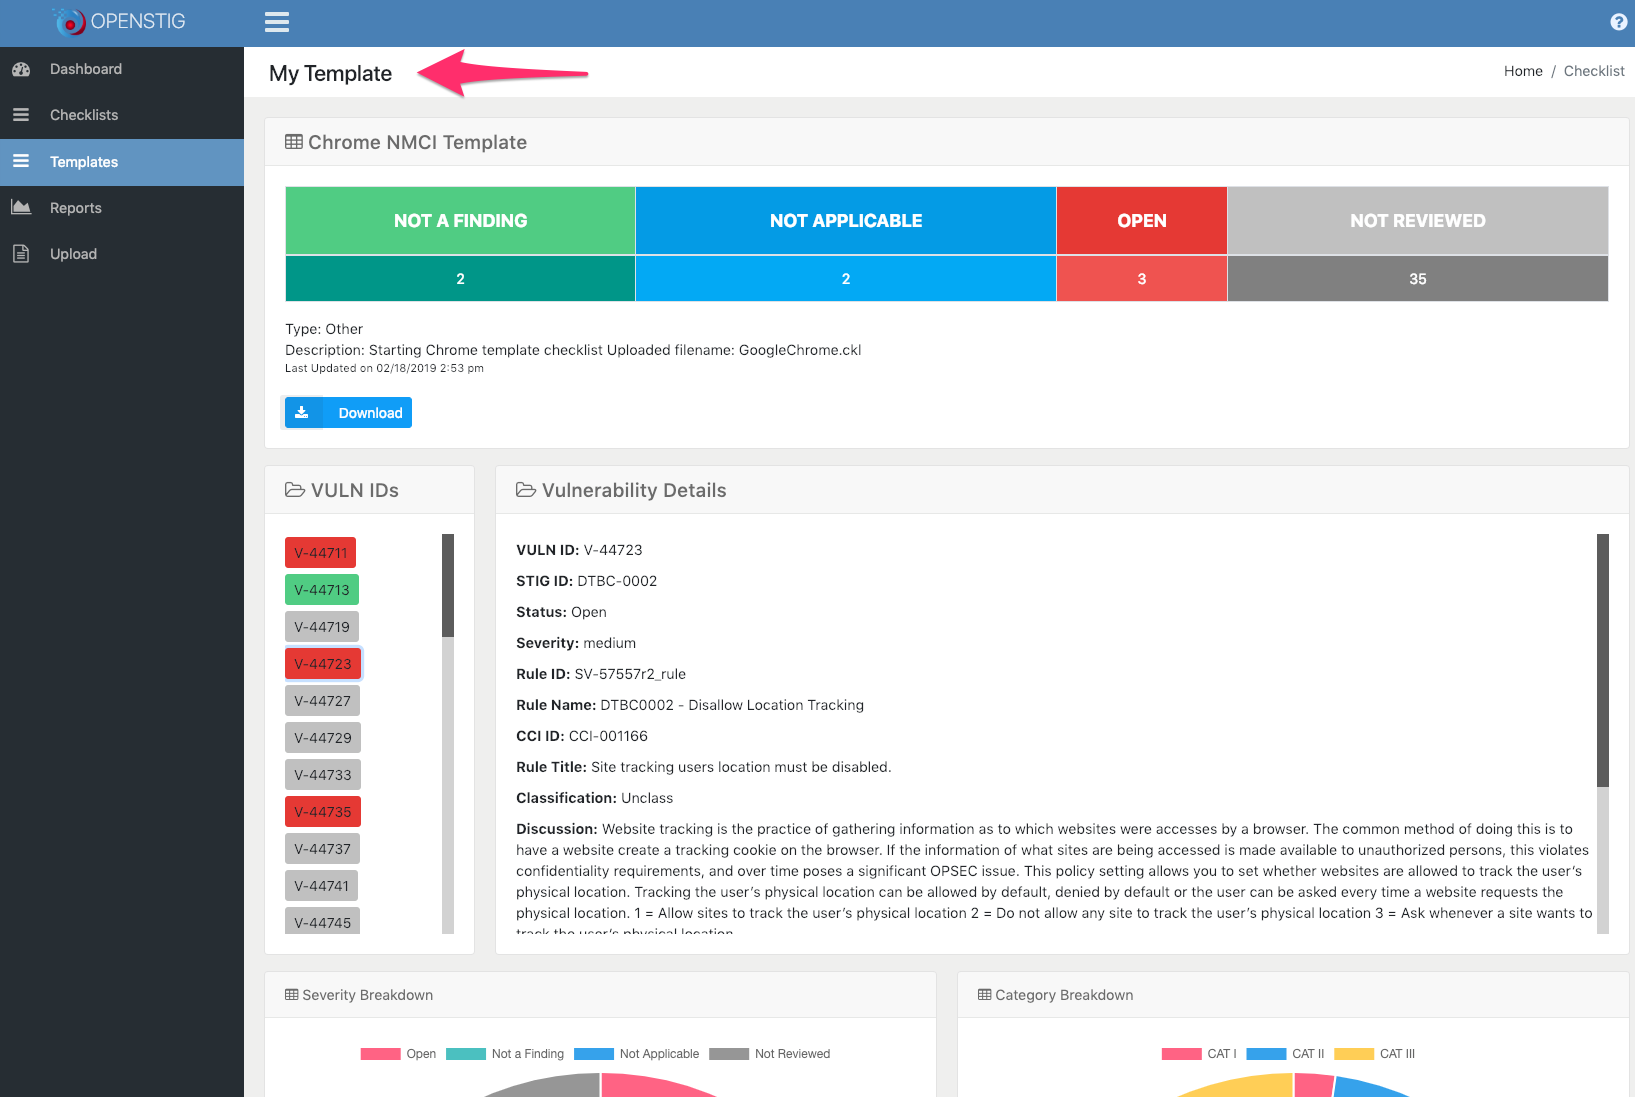 OPENSTIG
Dashboard
Checklists
Templates
Reports
Upload
My Template
Home / Checklist
Chrome NMCI Template
NOT A FINDING NOT APPLICABLE OPEN NOT REVIEWED
2 2 3 35
Type: Other
Description: Starting Chrome template checklist Uploaded filename: GoogleChrome.ckl
Last Updated on 02/18/2019 2:53 pm
Download
VULN IDs
V-44711
V-44713
V-44719
V-44723
V-44727
V-44729
V-44733
V-44735
V-44737
V-44741
V-44745
Vulnerability Details
VULN ID: V-44723
STIG ID: DTBC-0002
Status: Open
Severity: medium
Rule ID: SV-57557r2_rule
Rule Name: DTBC0002 - Disallow Location Tracking
CCI ID: CCI-001166
Rule Title: Site tracking users location must be disabled.
Classification: Unclass
Discussion: Website tracking is the practice of gathering information as to which websites were accesses by a browser. The common method of doing this is to
have a website create a tracking cookie on the browser. If the information of what sites are being accessed is made available to unauthorized persons, this violates
confidentiality requirements, and over time poses a significant OPSEC issue. This policy setting allows you to set whether websites are allowed to track the user's
physical location. Tracking the user's physical location can be allowed by default, denied by default or the user can be asked every time a website requests the
physical location. 1 = Allow sites to track the user's physical location 2 = Do not allow any site to track the user's physical location 3 = Ask whenever a site wants to
track the user's physical location
Severity Breakdown
Open Not a Finding Not Applicable Not Reviewed
Category Breakdown
CAT I CAT II CAT III